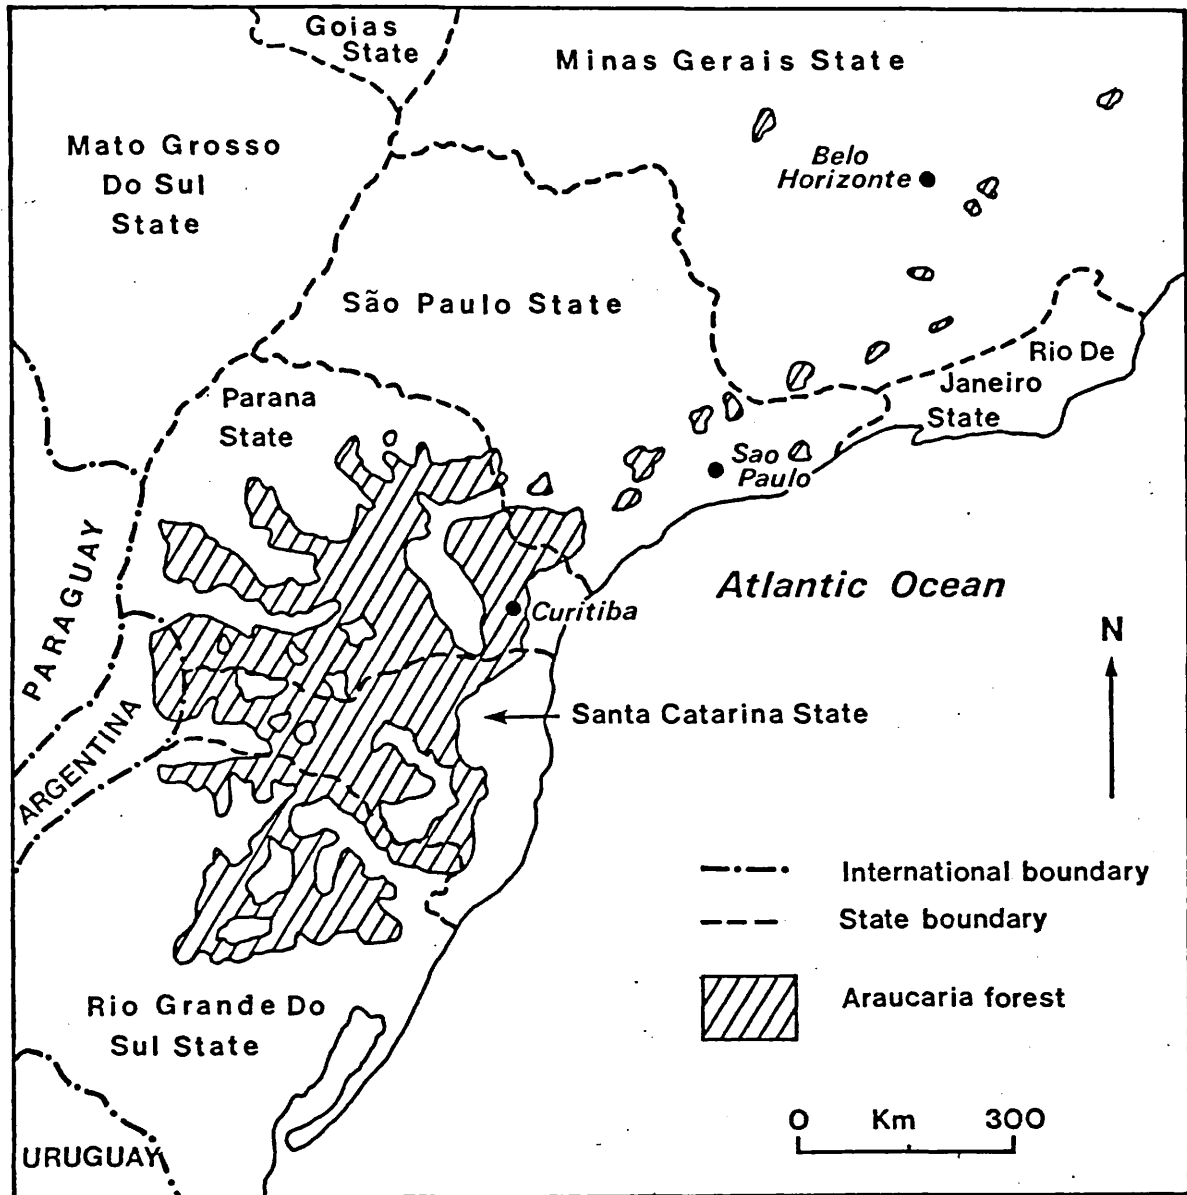 Goias
State
Minas Gerais State
Mato Grosso
Do Sul
State
Belo
Horizonte
São Paulo State
Rio De
Janeiro
State
Parana
State
Sao
Paulo
PARAGUAY
Atlantic Ocean
Curitiba
N
Santa Catarina State
ARGENTINA
International boundary
State boundary
Araucaria forest
Rio Grande Do
Sul State
0 Km 300
URUGUAY